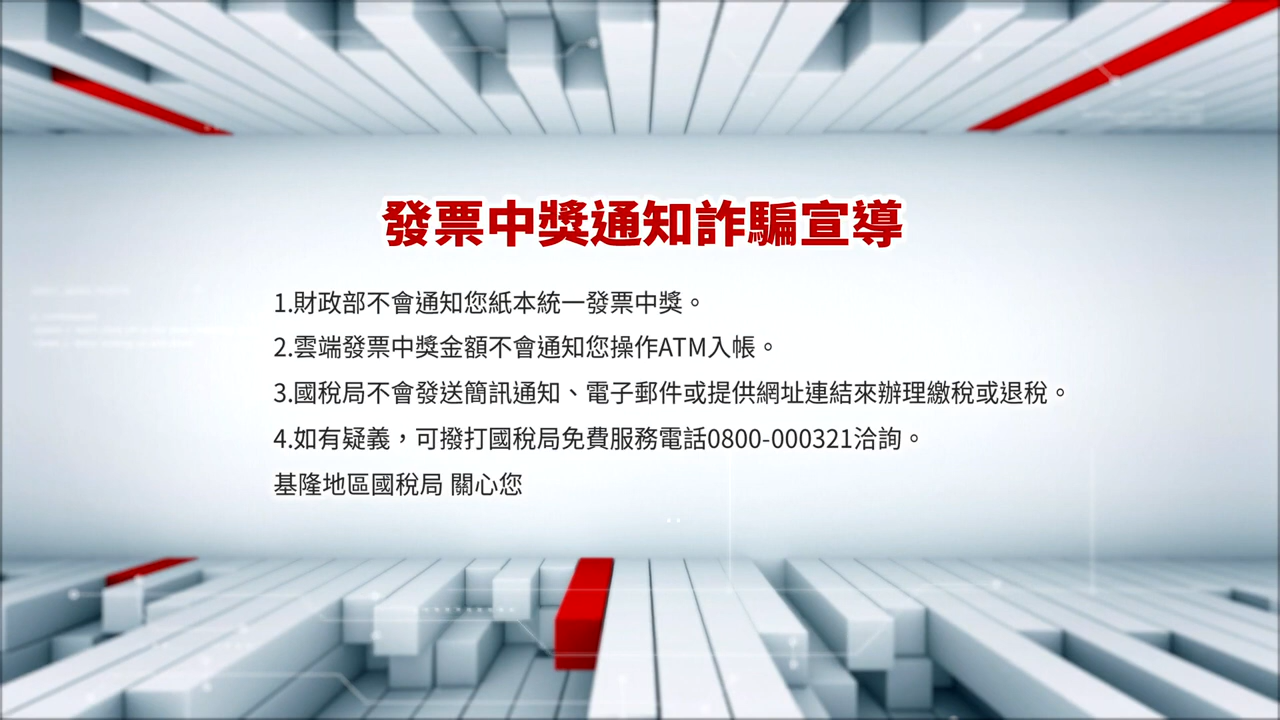 發票中獎通知詐騙宣導
1.財政部不會通知您紙本統一發票中獎。
2.雲端發票中獎金額不會通知您操作ATM入帳。
3.國稅局不會發送簡訊通知、電子郵件或提供網址連結來辦理繳稅或退稅。
4.如有疑義，可撥打國稅局免費服務電話0800-000321洽詢。
基隆地區國稅局 關心您